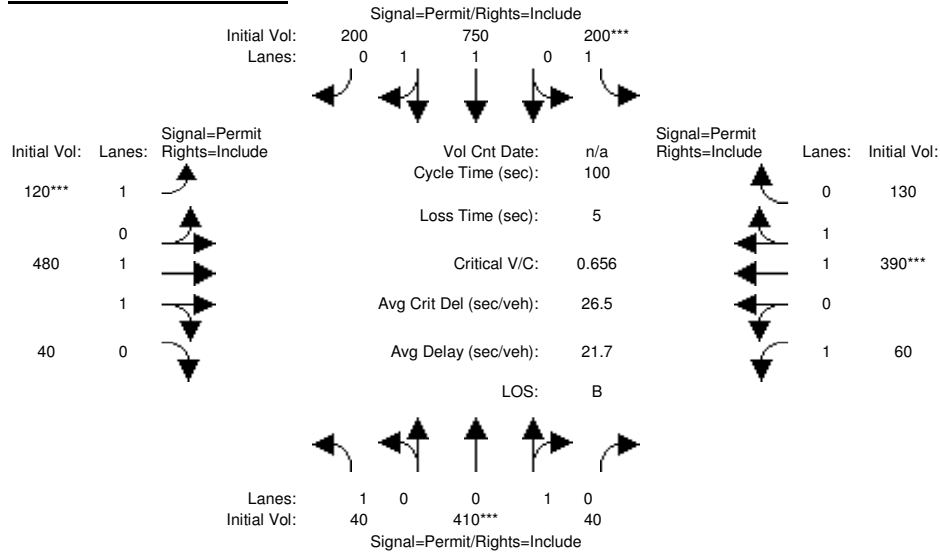 Signal=Permit/Rights=Include
Initial Vol: 200 750 200***
Lanes: 0 1 1 0 1
Signal=Permit Signal=Permit
Initial Vol: Lanes: Rights=Include Vol Cnt Date: n/a Rights=Include Lanes: Initial Vol:
Cycle Time (sec): 100
120*** 1 0 130
Loss Time (sec): 5
0 1
480 1 Critical V/C: 0.656 1 390***
1 Avg Crit Del (sec/veh): 26.5 0
40 0 Avg Delay (sec/veh): 21.7 1 60
LOS: B
Lanes: 1 0 0 1 0
Initial Vol: 40 410*** 40
Signal=Permit/Rights=Include